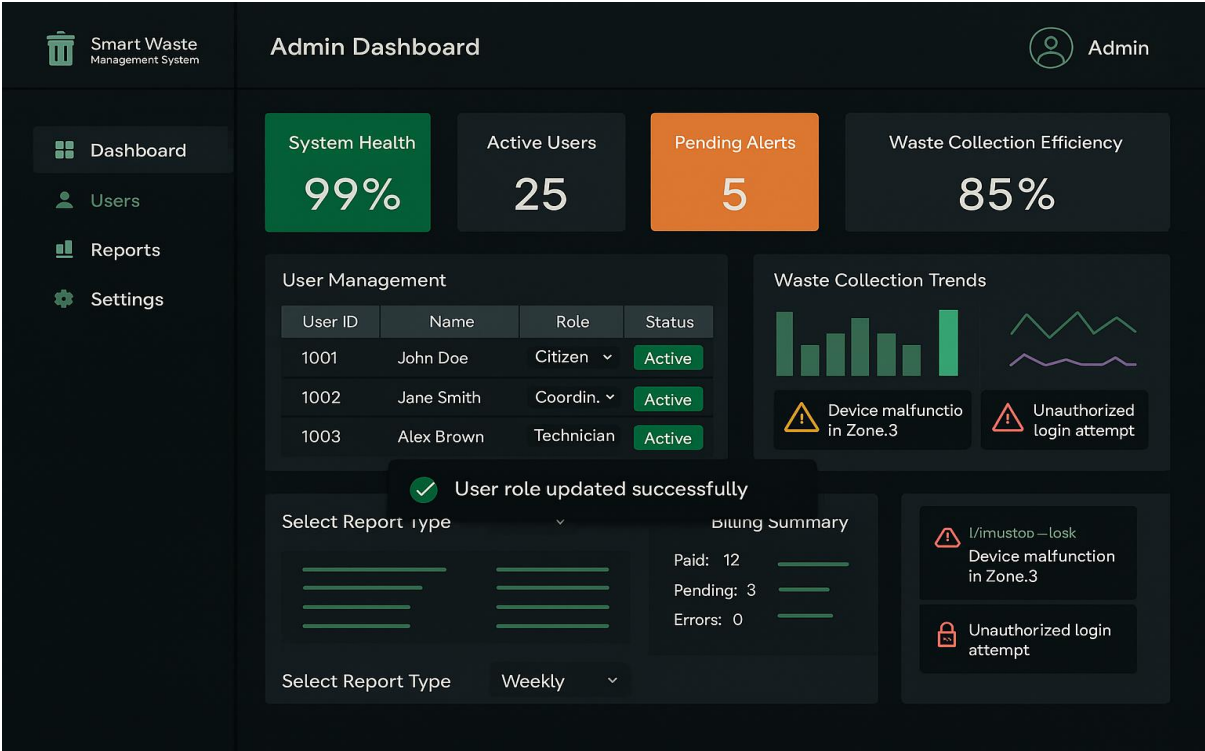 Smart Waste
Management System
Admin Dashboard
Admin
Dashboard
Users
Reports
Settings
System Health
99%
Active Users
25
Pending Alerts
5
Waste Collection Efficiency
85%
User Management
User ID Name Role Status
1001 John Doe Citizen Active
1002 Jane Smith Coordin. Active
1003 Alex Brown Technician Active
Waste Collection Trends
Device malfunctio
in Zone.3
Unauthorized
login attempt
User role updated successfully
Select Report Type
Billing Summary
Paid: 12
Pending: 3
Errors: 0
Select Report Type Weekly
Device malfunction
in Zone.3
Unauthorized login
attempt